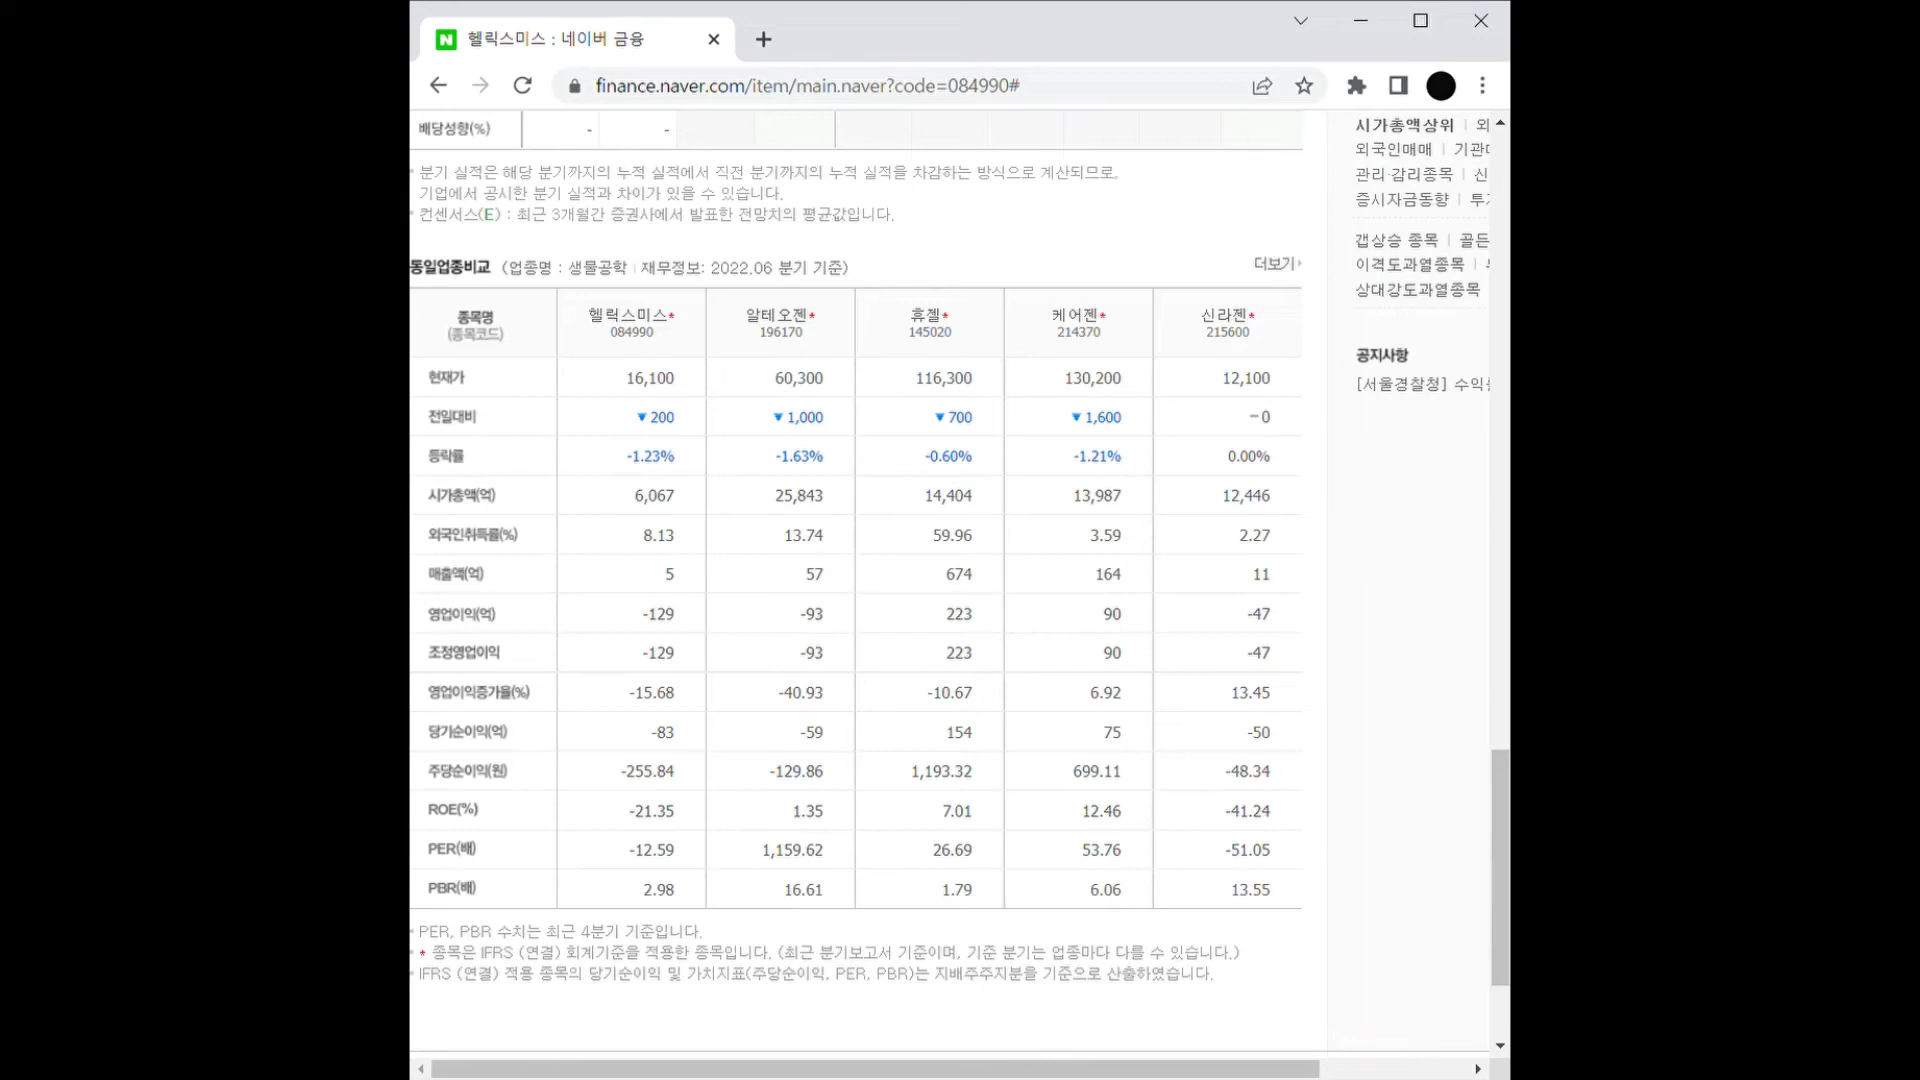 헬릭스미스 : 네이버 금융
finance.naver.com/item/main.naver?code=084990#
배당성향(%) - -
분기 실적은 해당 분기까지의 누적 실적에서 직전 분기까지의 누적 실적을 차감하는 방식으로 계산되므로,
기업에서 공시한 분기 실적과 차이가 있을 수 있습니다.
컨센서스(E) : 최근 3개월간 증권사에서 발표한 전망치의 평균값입니다.
동일업종비교 (업종명 : 생물공학 | 재무정보: 2022.06 분기 기준) 더보기
종목명 헬릭스미스* 알테오젠* 휴젤* 케어젠* 신라젠*
(종목코드) 084990 196170 145020 214370 215600
현재가 16,100 60,300 116,300 130,200 12,100
전일대비 ▼200 ▼1,000 ▼700 ▼1,600 −0
등락률 -1.23% -1.63% -0.60% -1.21% 0.00%
시가총액(억) 6,067 25,843 14,404 13,987 12,446
외국인취득률(%) 8.13 13.74 59.96 3.59 2.27
매출액(억) 5 57 674 164 11
영업이익(억) -129 -93 223 90 -47
조정영업이익 -129 -93 223 90 -47
영업이익증가율(%) -15.68 -40.93 -10.67 6.92 13.45
당기순이익(억) -83 -59 154 75 -50
주당순이익(원) -255.84 -129.86 1,193.32 699.11 -48.34
ROE(%) -21.35 1.35 7.01 12.46 -41.24
PER(배) -12.59 1,159.62 26.69 53.76 -51.05
PBR(배) 2.98 16.61 1.79 6.06 13.55
PER, PBR 수치는 최근 4분기 기준입니다.
* 종목은 IFRS (연결) 회계기준을 적용한 종목입니다. (최근 분기보고서 기준이며, 기준 분기는 업종마다 다를 수 있습니다.)
IFRS (연결) 적용 종목의 당기순이익 및 가치지표(주당순이익, PER, PBR)는 지배주주지분을 기준으로 산출하였습니다.
시가총액상위 | 외
외국인매매 | 기관
관리·감리종목 | 신
증시자금동향 | 투
갭상승 종목 | 골든
이격도과열종목 |
상대강도과열종목
공지사항
[서울경찰청] 수익